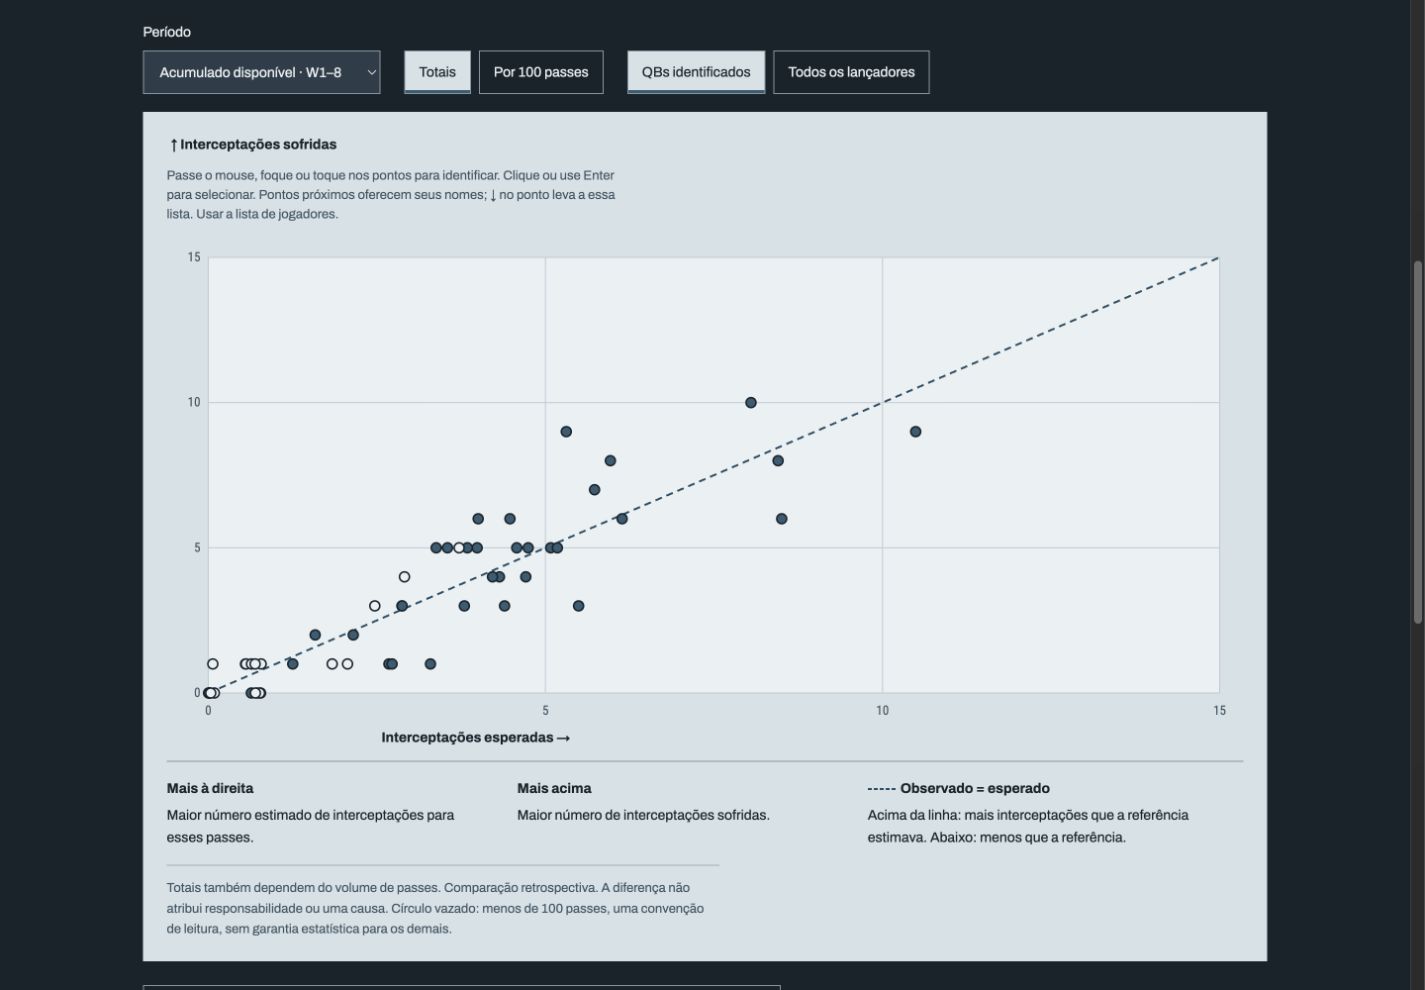 Período
Acumulado disponível · W1–8
Totais
Por 100 passes
QBs identificados
Todos os lançadores
↑ Interceptações sofridas
Passe o mouse, foque ou toque nos pontos para identificar. Clique ou use Enter
para selecionar. Pontos próximos oferecem seus nomes; ↓ no ponto leva a essa
lista. Usar a lista de jogadores.
15
10
5
0
0
5
10
15
Interceptações esperadas →
Mais à direita
Maior número estimado de interceptações para
esses passes.
Mais acima
Maior número de interceptações sofridas.
Observado = esperado
Acima da linha: mais interceptações que a referência
estimava. Abaixo: menos que a referência.
Totais também dependem do volume de passes. Comparação retrospectiva. A diferença não
atribui responsabilidade ou uma causa. Círculo vazado: menos de 100 passes, uma convenção
de leitura, sem garantia estatística para os demais.